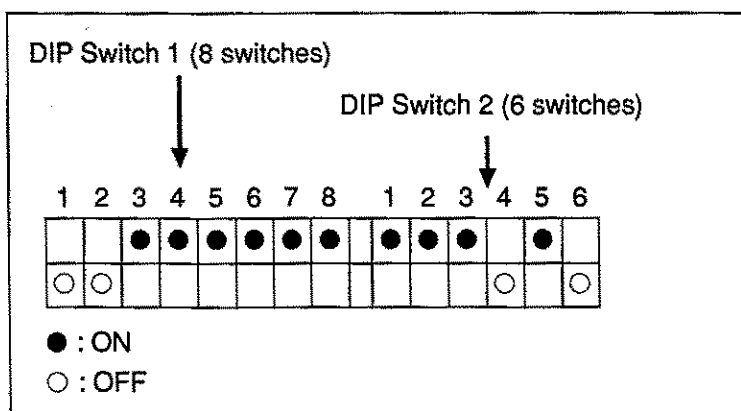 DIP Switch 1 (8 switches)
DIP Switch 2 (6 switches)
1 2 3 4 5 6 7 8 1 2 3 4 5 6
● : ON
○ : OFF